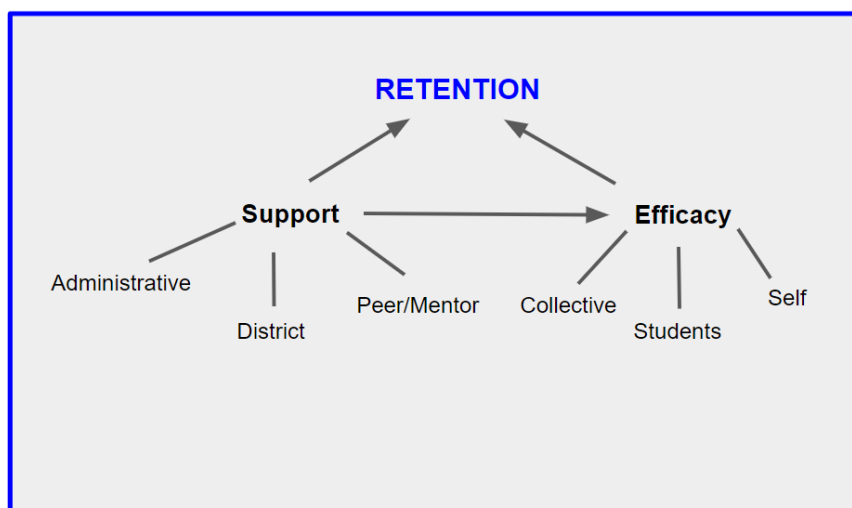 RETENTION
Support
Efficacy
Administrative
District
Peer/Mentor
Collective
Students
Self